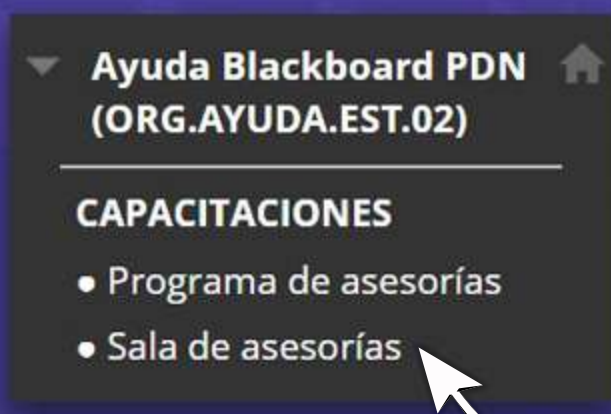 Ayuda Blackboard PDN
(ORG.AYUDA.EST.02)
CAPACITACIONES
• Programa de asesorías
• Sala de asesorías